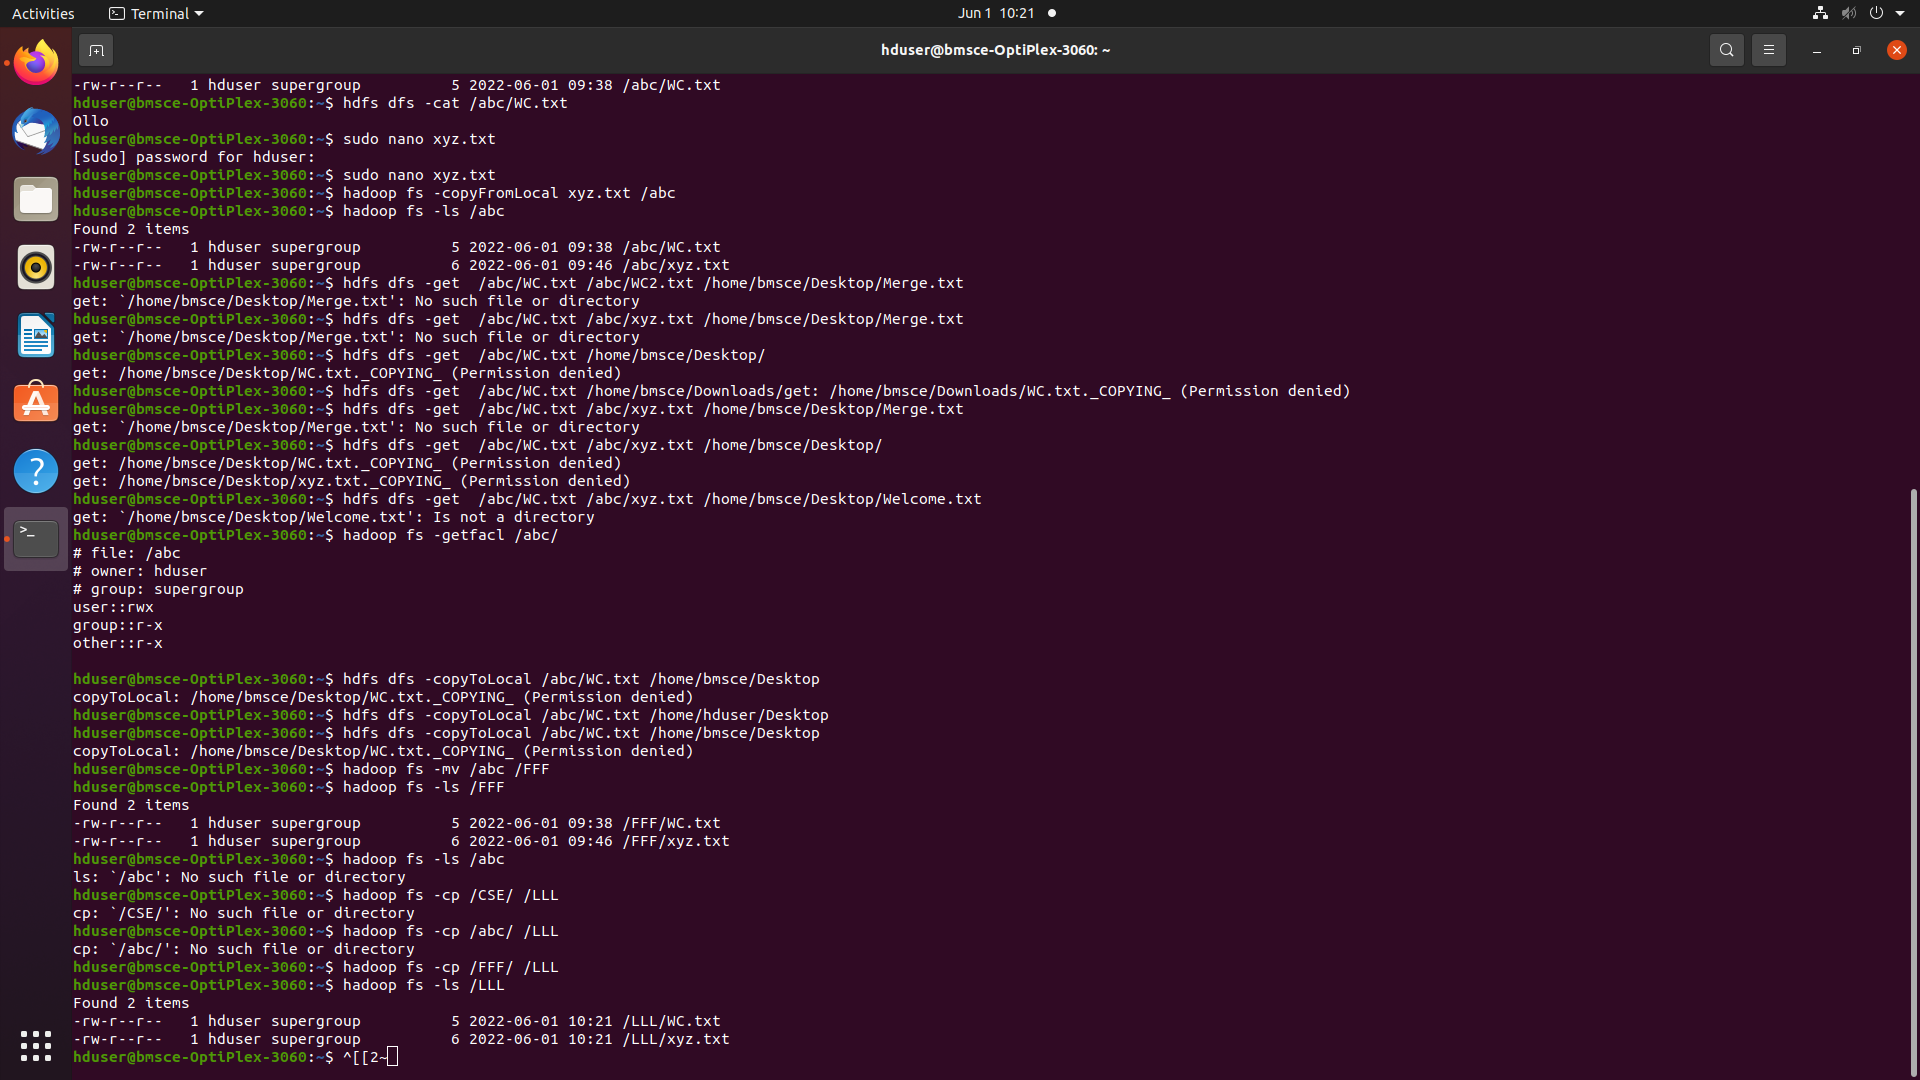 Activities Terminal Jun 1 10:21
hduser@bmsce-OptiPlex-3060: ~
-rw-r--r--   1 hduser supergroup          5 2022-06-01 09:38 /abc/WC.txt
hduser@bmsce-OptiPlex-3060:~$ hdfs dfs -cat /abc/WC.txt
Ollo
hduser@bmsce-OptiPlex-3060:~$ sudo nano xyz.txt
[sudo] password for hduser:
hduser@bmsce-OptiPlex-3060:~$ sudo nano xyz.txt
hduser@bmsce-OptiPlex-3060:~$ hadoop fs -copyFromLocal xyz.txt /abc
hduser@bmsce-OptiPlex-3060:~$ hadoop fs -ls /abc
Found 2 items
-rw-r--r--   1 hduser supergroup          5 2022-06-01 09:38 /abc/WC.txt
-rw-r--r--   1 hduser supergroup          6 2022-06-01 09:46 /abc/xyz.txt
hduser@bmsce-OptiPlex-3060:~$ hdfs dfs -get  /abc/WC.txt /abc/WC2.txt /home/bmsce/Desktop/Merge.txt
get: `/home/bmsce/Desktop/Merge.txt': No such file or directory
hduser@bmsce-OptiPlex-3060:~$ hdfs dfs -get  /abc/WC.txt /abc/xyz.txt /home/bmsce/Desktop/Merge.txt
get: `/home/bmsce/Desktop/Merge.txt': No such file or directory
hduser@bmsce-OptiPlex-3060:~$ hdfs dfs -get  /abc/WC.txt /home/bmsce/Desktop/
get: /home/bmsce/Desktop/WC.txt._COPYING_ (Permission denied)
hduser@bmsce-OptiPlex-3060:~$ hdfs dfs -get  /abc/WC.txt /home/bmsce/Downloads/get: /home/bmsce/Downloads/WC.txt._COPYING_ (Permission denied)
hduser@bmsce-OptiPlex-3060:~$ hdfs dfs -get  /abc/WC.txt /abc/xyz.txt /home/bmsce/Desktop/Merge.txt
get: `/home/bmsce/Desktop/Merge.txt': No such file or directory
hduser@bmsce-OptiPlex-3060:~$ hdfs dfs -get  /abc/WC.txt /abc/xyz.txt /home/bmsce/Desktop/
get: /home/bmsce/Desktop/WC.txt._COPYING_ (Permission denied)
get: /home/bmsce/Desktop/xyz.txt._COPYING_ (Permission denied)
hduser@bmsce-OptiPlex-3060:~$ hdfs dfs -get  /abc/WC.txt /abc/xyz.txt /home/bmsce/Desktop/Welcome.txt
get: `/home/bmsce/Desktop/Welcome.txt': Is not a directory
hduser@bmsce-OptiPlex-3060:~$ hadoop fs -getfacl /abc/
# file: /abc
# owner: hduser
# group: supergroup
user::rwx
group::r-x
other::r-x
hduser@bmsce-OptiPlex-3060:~$ hdfs dfs -copyToLocal /abc/WC.txt /home/bmsce/Desktop
copyToLocal: /home/bmsce/Desktop/WC.txt._COPYING_ (Permission denied)
hduser@bmsce-OptiPlex-3060:~$ hdfs dfs -copyToLocal /abc/WC.txt /home/hduser/Desktop
hduser@bmsce-OptiPlex-3060:~$ hdfs dfs -copyToLocal /abc/WC.txt /home/bmsce/Desktop
copyToLocal: /home/bmsce/Desktop/WC.txt._COPYING_ (Permission denied)
hduser@bmsce-OptiPlex-3060:~$ hadoop fs -mv /abc /FFF
hduser@bmsce-OptiPlex-3060:~$ hadoop fs -ls /FFF
Found 2 items
-rw-r--r--   1 hduser supergroup          5 2022-06-01 09:38 /FFF/WC.txt
-rw-r--r--   1 hduser supergroup          6 2022-06-01 09:46 /FFF/xyz.txt
hduser@bmsce-OptiPlex-3060:~$ hadoop fs -ls /abc
ls: `/abc': No such file or directory
hduser@bmsce-OptiPlex-3060:~$ hadoop fs -cp /CSE/ /LLL
cp: `/CSE/': No such file or directory
hduser@bmsce-OptiPlex-3060:~$ hadoop fs -cp /abc/ /LLL
cp: `/abc/': No such file or directory
hduser@bmsce-OptiPlex-3060:~$ hadoop fs -cp /FFF/ /LLL
hduser@bmsce-OptiPlex-3060:~$ hadoop fs -ls /LLL
Found 2 items
-rw-r--r--   1 hduser supergroup          5 2022-06-01 10:21 /LLL/WC.txt
-rw-r--r--   1 hduser supergroup          6 2022-06-01 10:21 /LLL/xyz.txt
hduser@bmsce-OptiPlex-3060:~$ ^[[2~